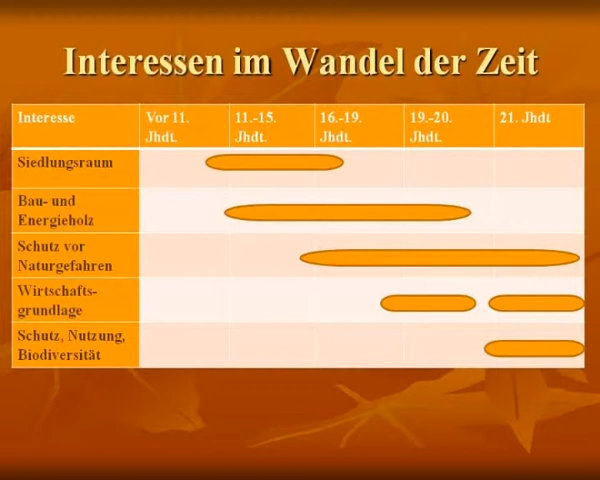 Interessen im Wandel der Zeit
Interesse
Vor 11.
Jhdt.
11.-15.
Jhdt.
16.-19.
Jhdt.
19.-20.
Jhdt.
21. Jhdt
Siedlungsraum
Bau- und
Energieholz
Schutz vor
Naturgefahren
Wirtschafts-
grundlage
Schutz, Nutzung,
Biodiversität